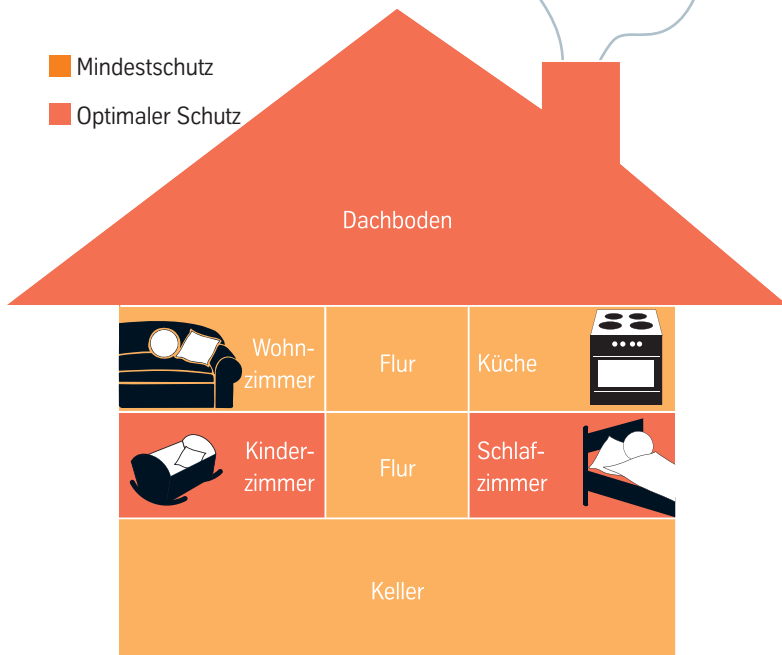 Mindestschutz
Optimaler Schutz
Dachboden
Wohn-
zimmer
Flur
Küche
Kinder-
zimmer
Flur
Schlaf-
zimmer
Keller